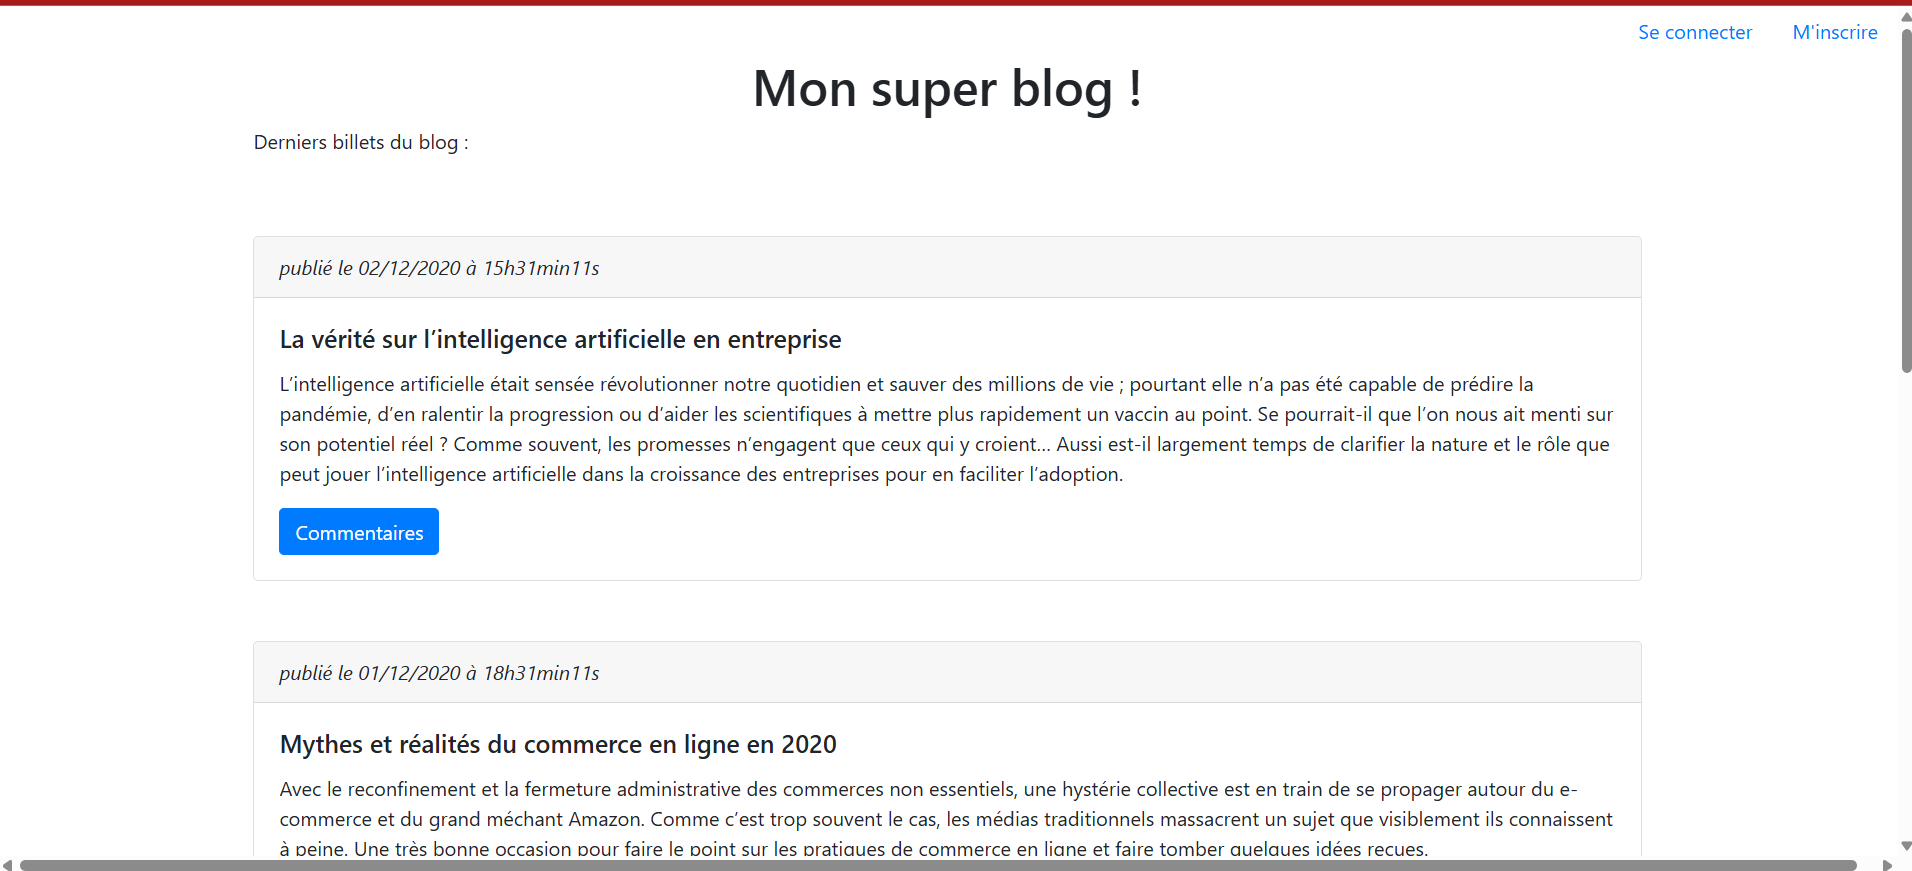 Se connecter M'inscrire
Mon super blog !
Derniers billets du blog :
publié le 02/12/2020 à 15h31min11s
La vérité sur l’intelligence artificielle en entreprise
L’intelligence artificielle était sensée révolutionner notre quotidien et sauver des millions de vie ; pourtant elle n’a pas été capable de prédire la
pandémie, d’en ralentir la progression ou d’aider les scientifiques à mettre plus rapidement un vaccin au point. Se pourrait-il que l’on nous ait menti sur
son potentiel réel ? Comme souvent, les promesses n’engagent que ceux qui y croient… Aussi est-il largement temps de clarifier la nature et le rôle que
peut jouer l’intelligence artificielle dans la croissance des entreprises pour en faciliter l’adoption.
Commentaires
publié le 01/12/2020 à 18h31min11s
Mythes et réalités du commerce en ligne en 2020
Avec le reconfinement et la fermeture administrative des commerces non essentiels, une hystérie collective est en train de se propager autour du e-
commerce et du grand méchant Amazon. Comme c’est trop souvent le cas, les médias traditionnels massacrent un sujet que visiblement ils connaissent
à peine. Une très bonne occasion pour faire le point sur les pratiques de commerce en ligne et faire tomber quelques idées reçues.